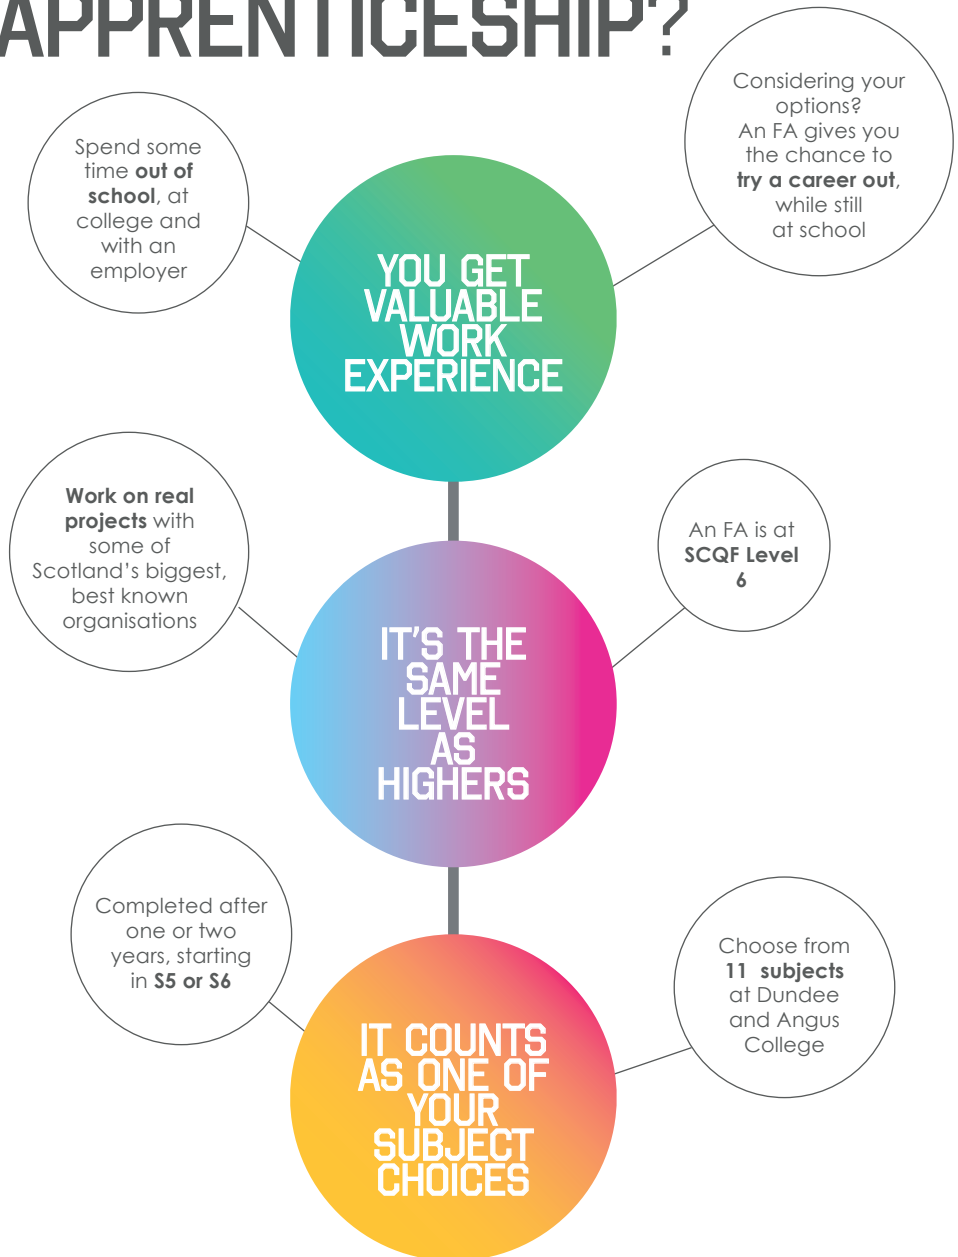 APPRENTICESHIP?
Considering your
options?
An FA gives you
the chance to
try a career out,
while still
at school
Spend some
time out of
school, at
college and
with an
employer
YOU GET
VALUABLE
WORK
EXPERIENCE
Work on real
projects with
some of
Scotland's biggest,
best known
organisations
An FA is at
SCQF Level
6
IT'S THE
SAME
LEVEL
AS
HIGHERS
Completed after
one or two
years, starting
in S5 or S6
Choose from
11 subjects
at Dundee
and Angus
College
IT COUNTS
AS ONE OF
YOUR
SUBJECT
CHOICES